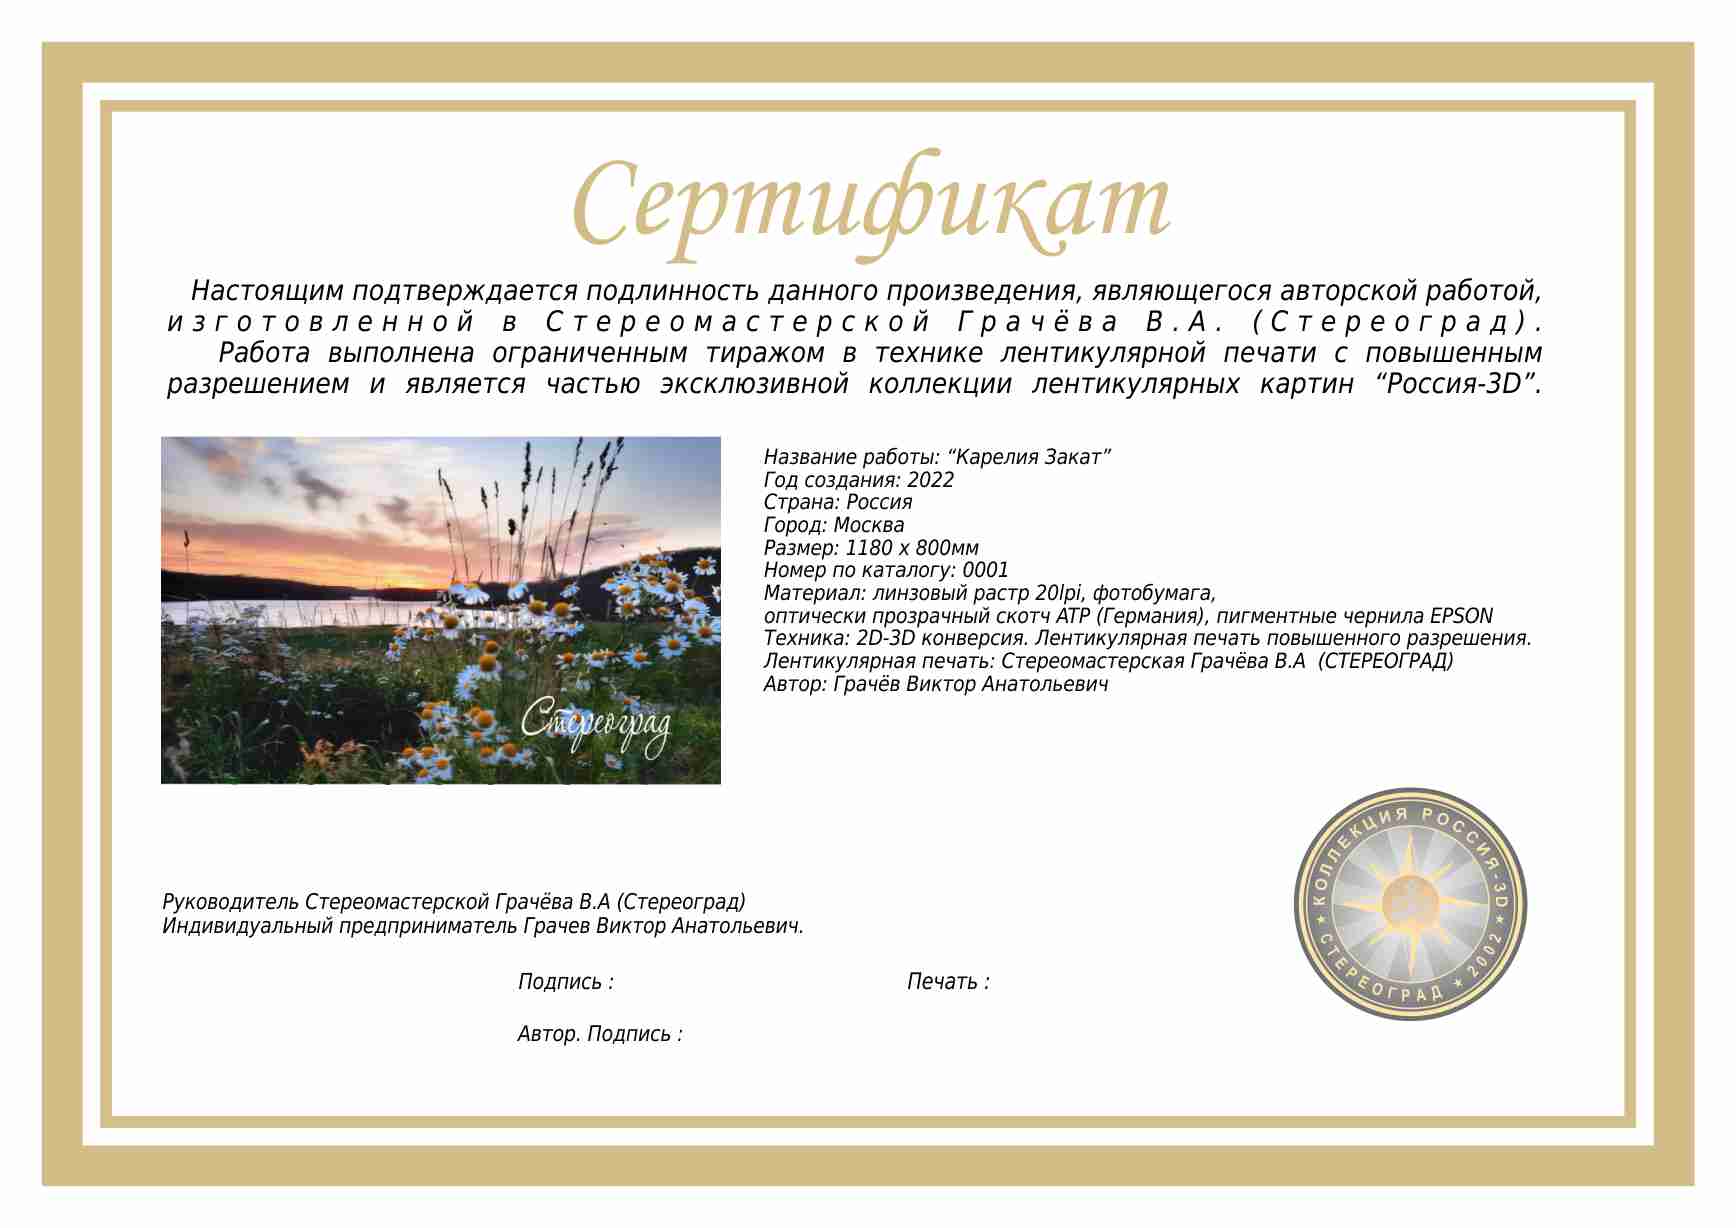 Сертификат
Настоящим подтверждается подлинность данного произведения, являющегося авторской работой,
изготовленной в Стереомастерской Грачёва В.А. (Стереоград).
Работа выполнена ограниченным тиражом в технике лентикулярной печати с повышенным
разрешением и является частью эксклюзивной коллекции лентикулярных картин “Россия-3D”.
Название работы: “Карелия Закат”
Год создания: 2022
Страна: Россия
Город: Москва
Размер: 1180 х 800мм
Номер по каталогу: 0001
Материал: линзовый растр 20lpi, фотобумага,
оптически прозрачный скотч ATP (Германия), пигментные чернила EPSON
Техника: 2D-3D конверсия. Лентикулярная печать повышенного разрешения.
Лентикулярная печать: Стереомастерская Грачёва В.А (СТЕРЕОГРАД)
Автор: Грачёв Виктор Анатольевич
Стереоград
КОЛЛЕКЦИЯ РОССИЯ-3D
★ СТЕРЕОГРАД ★ 2002 ★
Руководитель Стереомастерской Грачёва В.А (Стереоград)
Индивидуальный предприниматель Грачев Виктор Анатольевич.
Подпись : Печать :
Автор. Подпись :